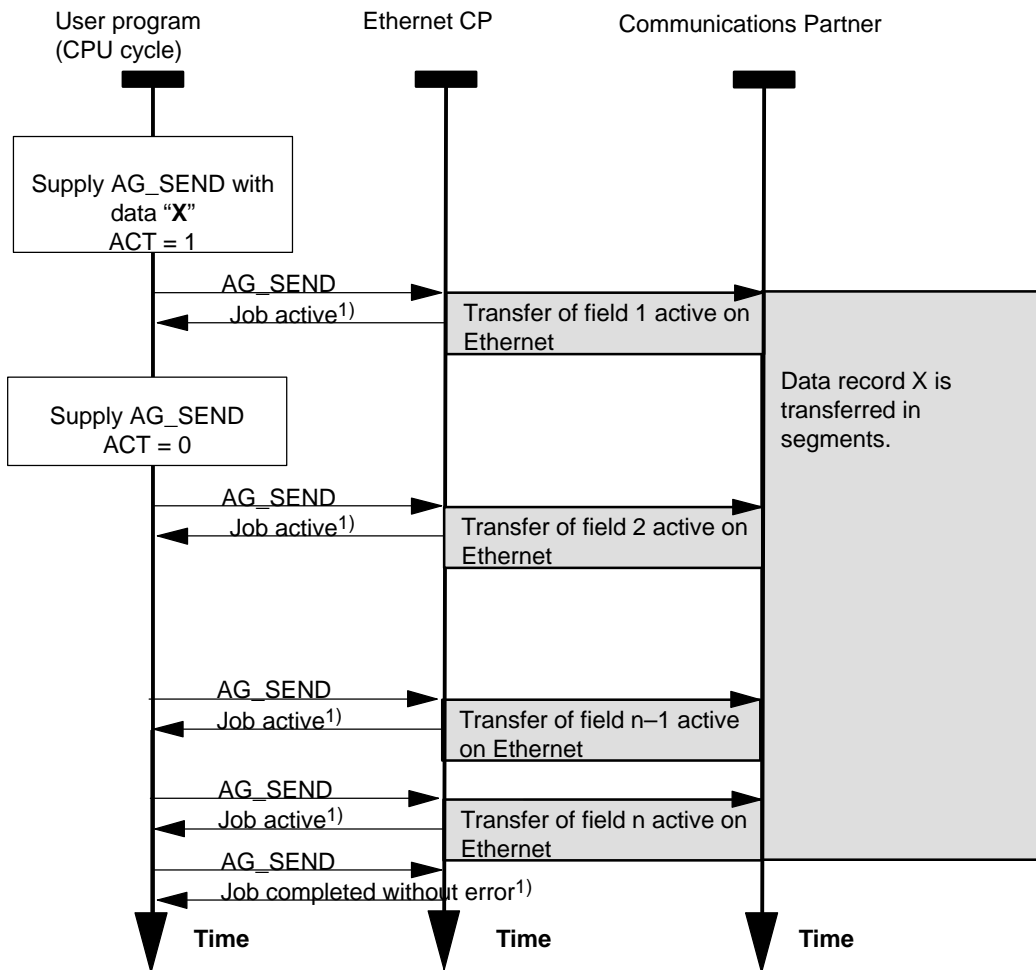 User program
(CPU cycle)
Ethernet CP
Communications Partner
Supply AG_SEND with
data “X”
ACT = 1
AG_SEND
Job active1)
Transfer of field 1 active on
Ethernet
Data record X is
transferred in
segments.
Supply AG_SEND
ACT = 0
AG_SEND
Job active1)
Transfer of field 2 active on
Ethernet
AG_SEND
Job active1)
Transfer of field n–1 active
on Ethernet
AG_SEND
Job active1)
Transfer of field n active on
Ethernet
AG_SEND
Job completed without error1)
Time
Time
Time